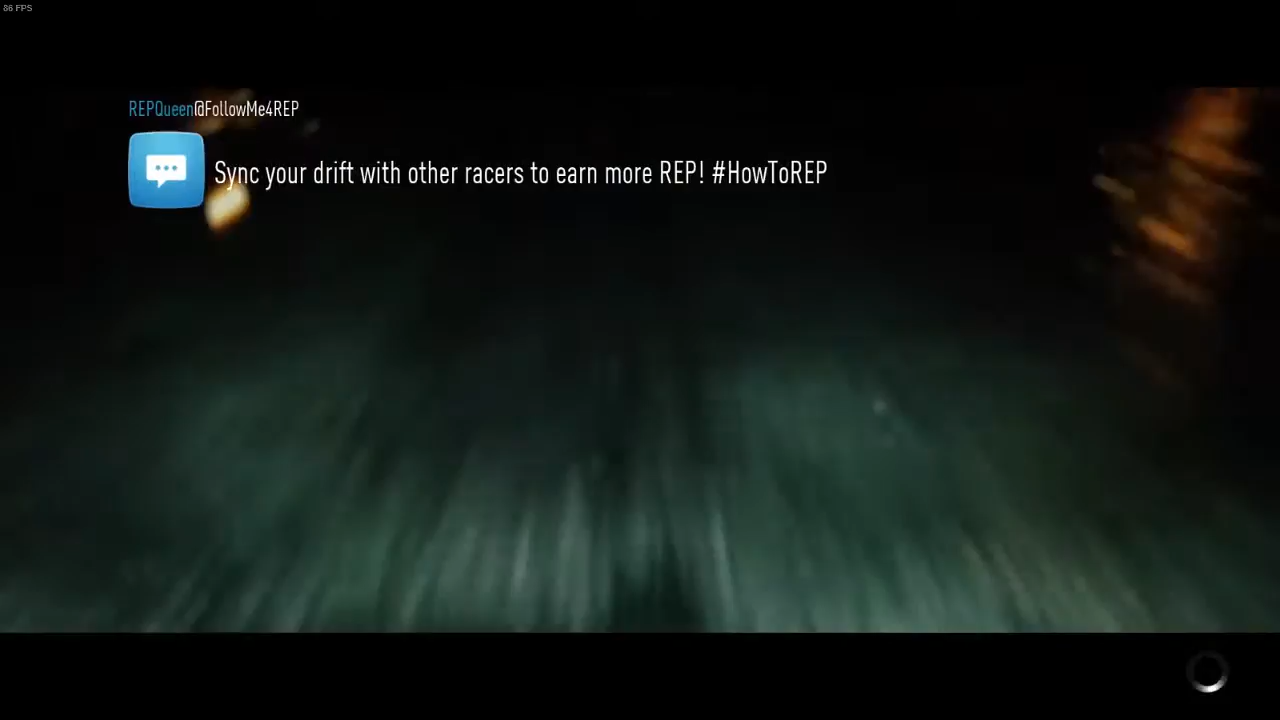 86 FPS
REPQueen@FollowMe4REP
Sync your drift with other racers to earn more REP! #HowToREP